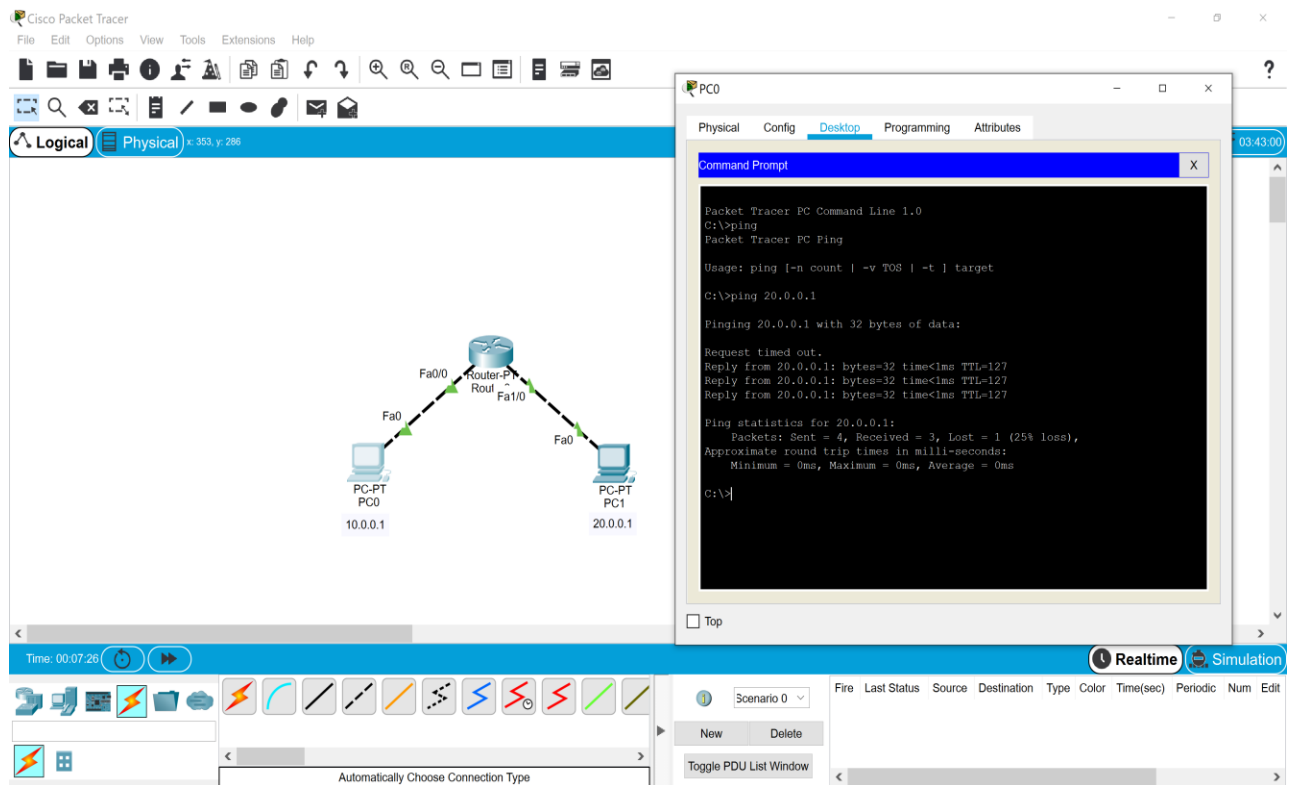 Cisco Packet Tracer
File Edit Options View Tools Extensions Help
?
Logical
Physical
x: 353, y: 286
03:43:00
PC0
Physical Config Desktop Programming Attributes
Command Prompt
X
Packet Tracer PC Command Line 1.0
C:\>ping
Packet Tracer PC Ping
Usage: ping [-n count | -v TOS | -t ] target
C:\>ping 20.0.0.1
Pinging 20.0.0.1 with 32 bytes of data:
Request timed out.
Reply from 20.0.0.1: bytes=32 time<1ms TTL=127
Reply from 20.0.0.1: bytes=32 time<1ms TTL=127
Reply from 20.0.0.1: bytes=32 time<1ms TTL=127
Ping statistics for 20.0.0.1:
Packets: Sent = 4, Received = 3, Lost = 1 (25% loss),
Approximate round trip times in milli-seconds:
Minimum = 0ms, Maximum = 0ms, Average = 0ms
C:\>
Top
Fa0/0
Router-PT
Rout
Fa1/0
Fa0
Fa0
PC-PT
PC0
10.0.0.1
PC-PT
PC1
20.0.0.1
Time: 00:07:26
Realtime
Simulation
Scenario 0
Fire Last Status Source Destination Type Color Time(sec) Periodic Num Edit
New
Delete
Toggle PDU List Window
Automatically Choose Connection Type